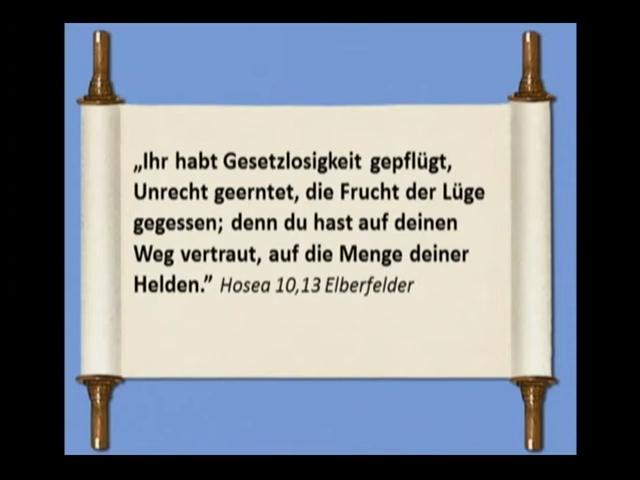 „Ihr habt Gesetzlosigkeit gepflügt,
Unrecht geerntet, die Frucht der Lüge
gegessen; denn du hast auf deinen
Weg vertraut, auf die Menge deiner
Helden.” Hosea 10,13 Elberfelder